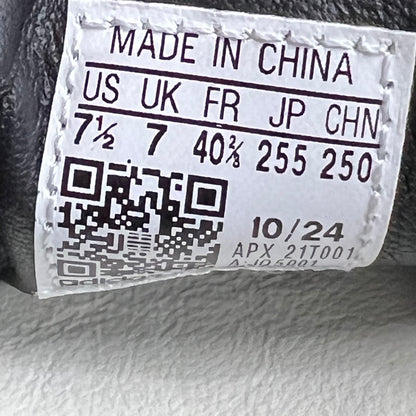 MADE IN CHINA
US UK FR JP CHN
7½ 7 40⅔ 255 250
10/24
APX 21T001